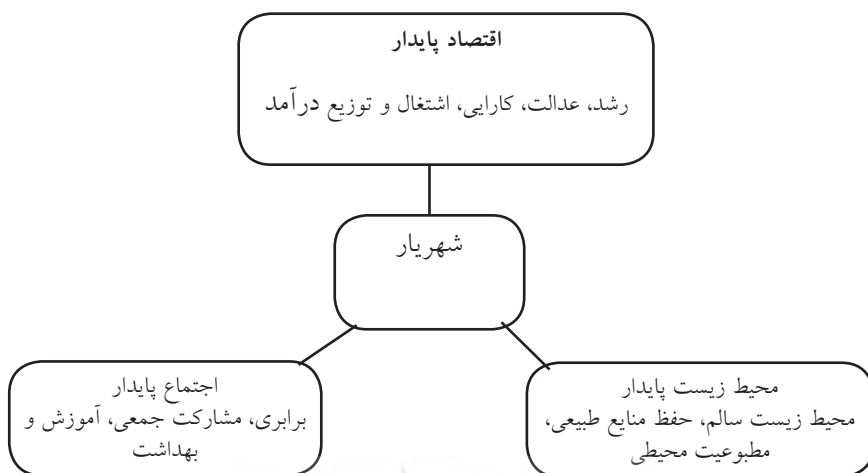 اقتصاد پایدار
رشد، عدالت، کارایی، اشتغال و توزیع درآمد
شهریار
اجتماع پایدار
برابری، مشارکت جمعی، آموزش و
بهداشت
محیط زیست پایدار
محیط زیست سالم، حفظ منابع طبیعی،
مطبوعیت محیطی